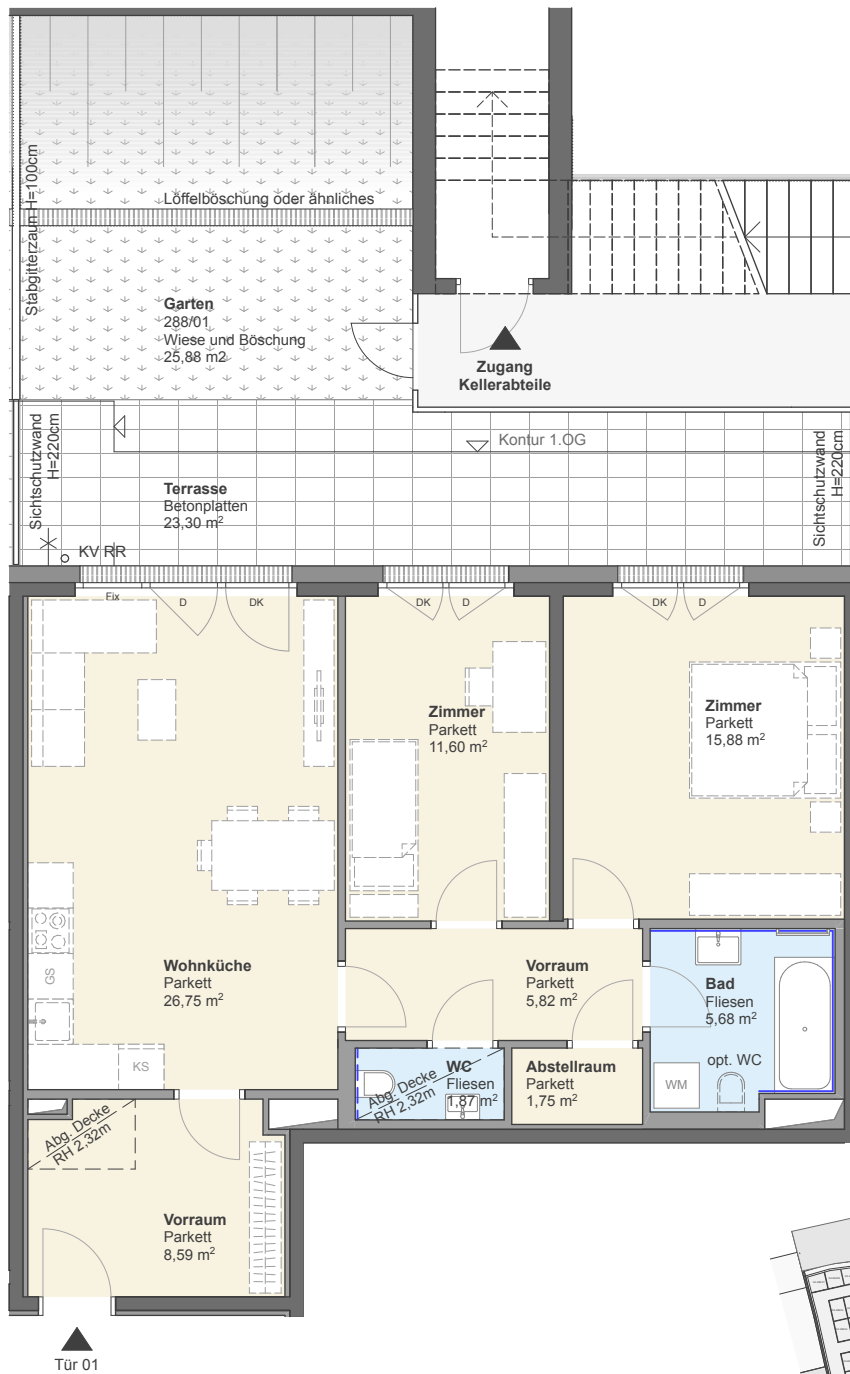 Stabgitterzaun H=100cm
Löffelböschung oder ähnliches
Garten
288/01
Wiese und Böschung
25,88 m2
Zugang
Kellerabteile
Sichtschutzwand
H=220cm
Kontur 1.OG
Sichtschutzwand
H=220cm
Terrasse
Betonplatten
23,30 m²
KV RR
Fix
D
DK
DK
D
DK
D
Zimmer
Parkett
11,60 m²
Zimmer
Parkett
15,88 m²
GS
KS
Wohnküche
Parkett
26,75 m²
Vorraum
Parkett
5,82 m²
Bad
Fliesen
5,68 m²
opt. WC
WM
WC
Fliesen
1,87 m²
Abg. Decke
RH 2,32m
Abstellraum
Parkett
1,75 m²
Abg. Decke
RH 2,32m
Vorraum
Parkett
8,59 m²
Tür 01